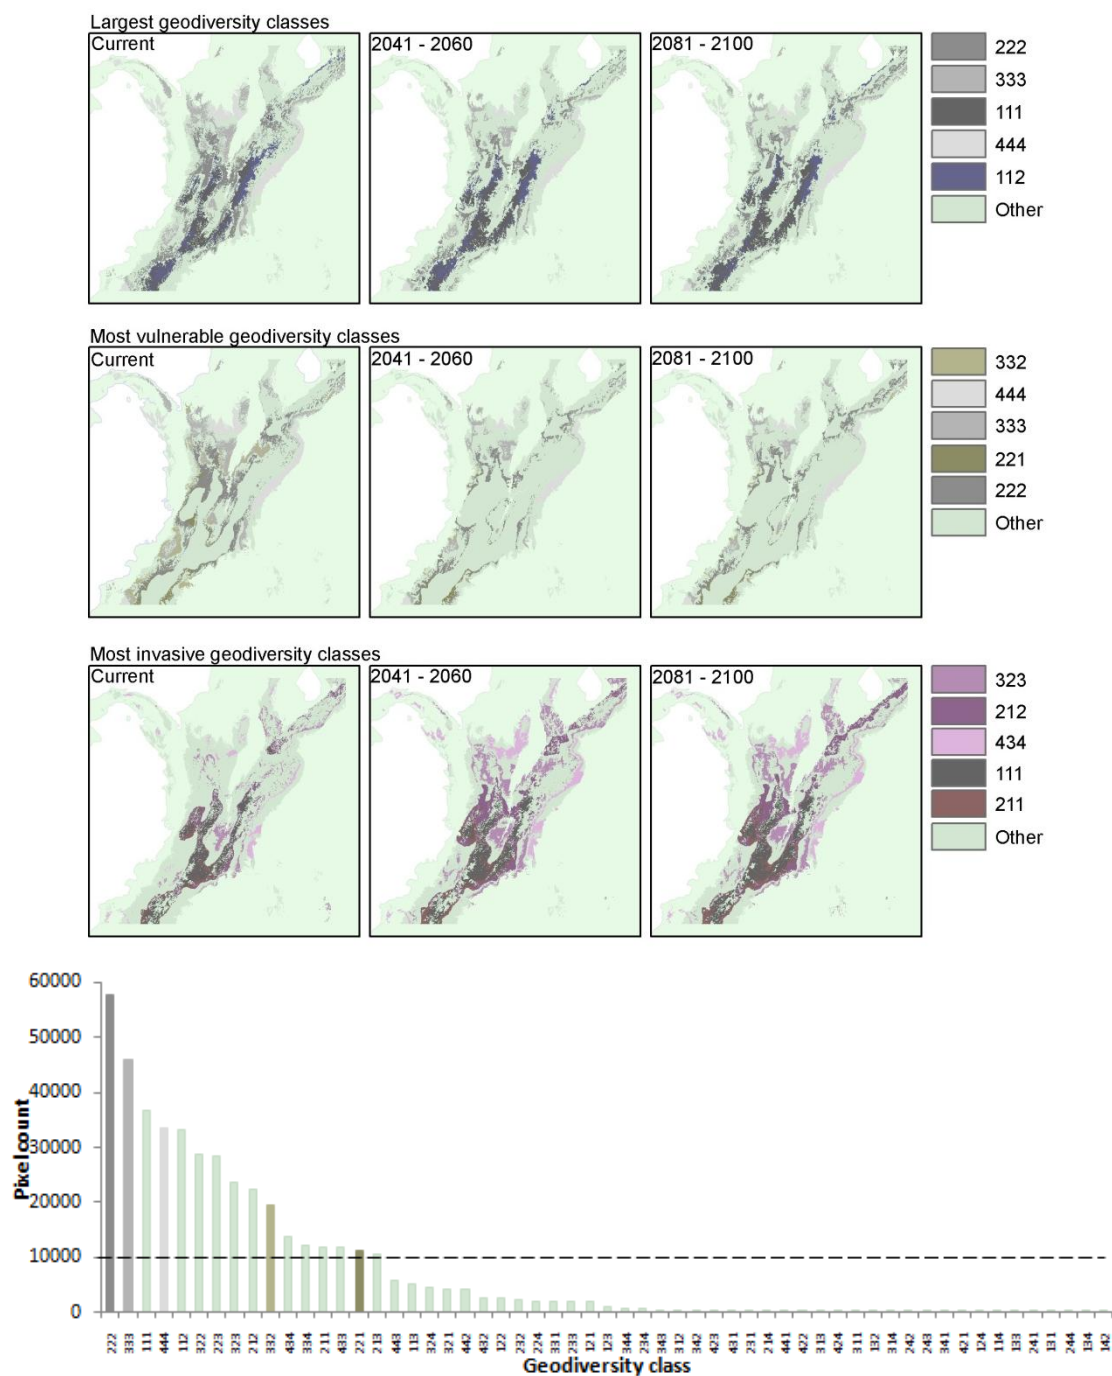 Largest geodiversity classes
Current
2041 - 2060
2081 - 2100
222
333
111
444
112
Other
Most vulnerable geodiversity classes
Current
2041 - 2060
2081 - 2100
332
444
333
221
222
Other
Most invasive geodiversity classes
Current
2041 - 2060
2081 - 2100
323
212
434
111
211
Other
60000
50000
40000
30000
20000
10000
0
Pixelcount
222 333 111 444 112 322 223 323 212 332 434 334 211 433 221 213 443 113 324 321 442 432 122 232 224 331 233 121 123 344 234 343 312 342 423 431 231 214 441 422 313 424 311 132 314 242 243 341 421 124 114 133 241 131 244 134 142
Geodiversity class